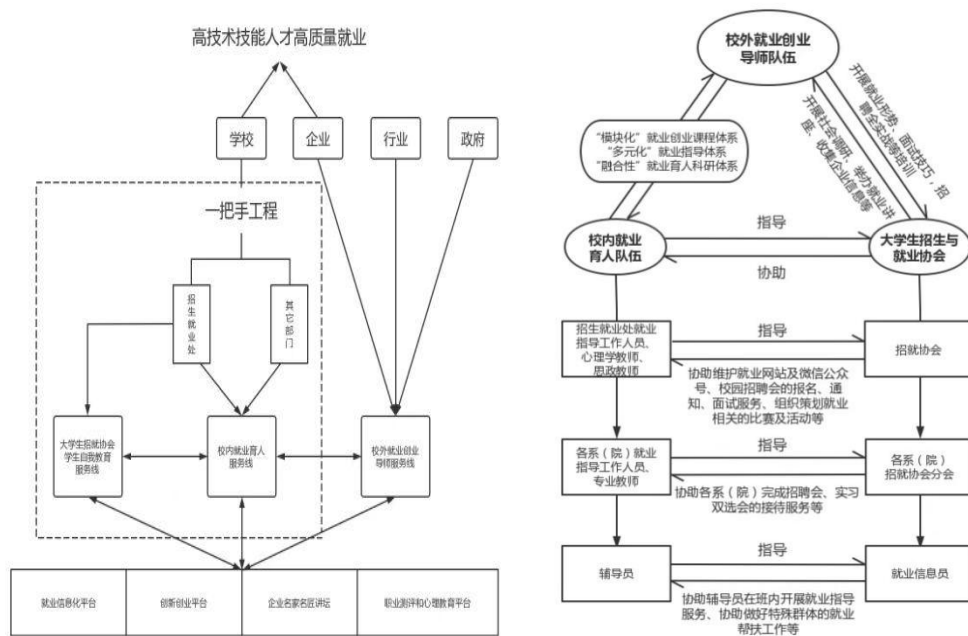 高技术技能人才高质量就业
学校
企业
行业
政府
一把手工程
招生就业处
其它部门
大学生招就协会
学生自我教育
服务线
校内就业育人
服务线
校外就业创业
导师服务线
就业信息化平台
创新创业平台
企业名家名匠讲坛
职业测评和心理教育平台
校外就业创业
导师队伍
“模块化”就业创业课程体系
“多元化”就业指导体系
“融合性”就业育人科研体系
开展就业形势、面试技巧，招
聘全实战等培训
开展社会调研、举办就业讲
座、收集企业信息等
校内就业
育人队伍
指导
协助
大学生招生与
就业协会
招生就业处就业
指导工作人员、
心理学教师、
思政教师
指导
招就协会
协助维护就业网站及微信公众
号、校园招聘会的报名、通
知、面试服务、组织策划就业
相关的比赛及活动等
各系（院）就业
指导工作人员、
专业教师
指导
各系（院）
招就协会分会
协助各系（院）完成招聘会、实习
双选会的接待服务等
辅导员
指导
就业信息员
协助辅导员在班内开展就业指导
服务、协助做好特殊群体的就业
帮扶工作等